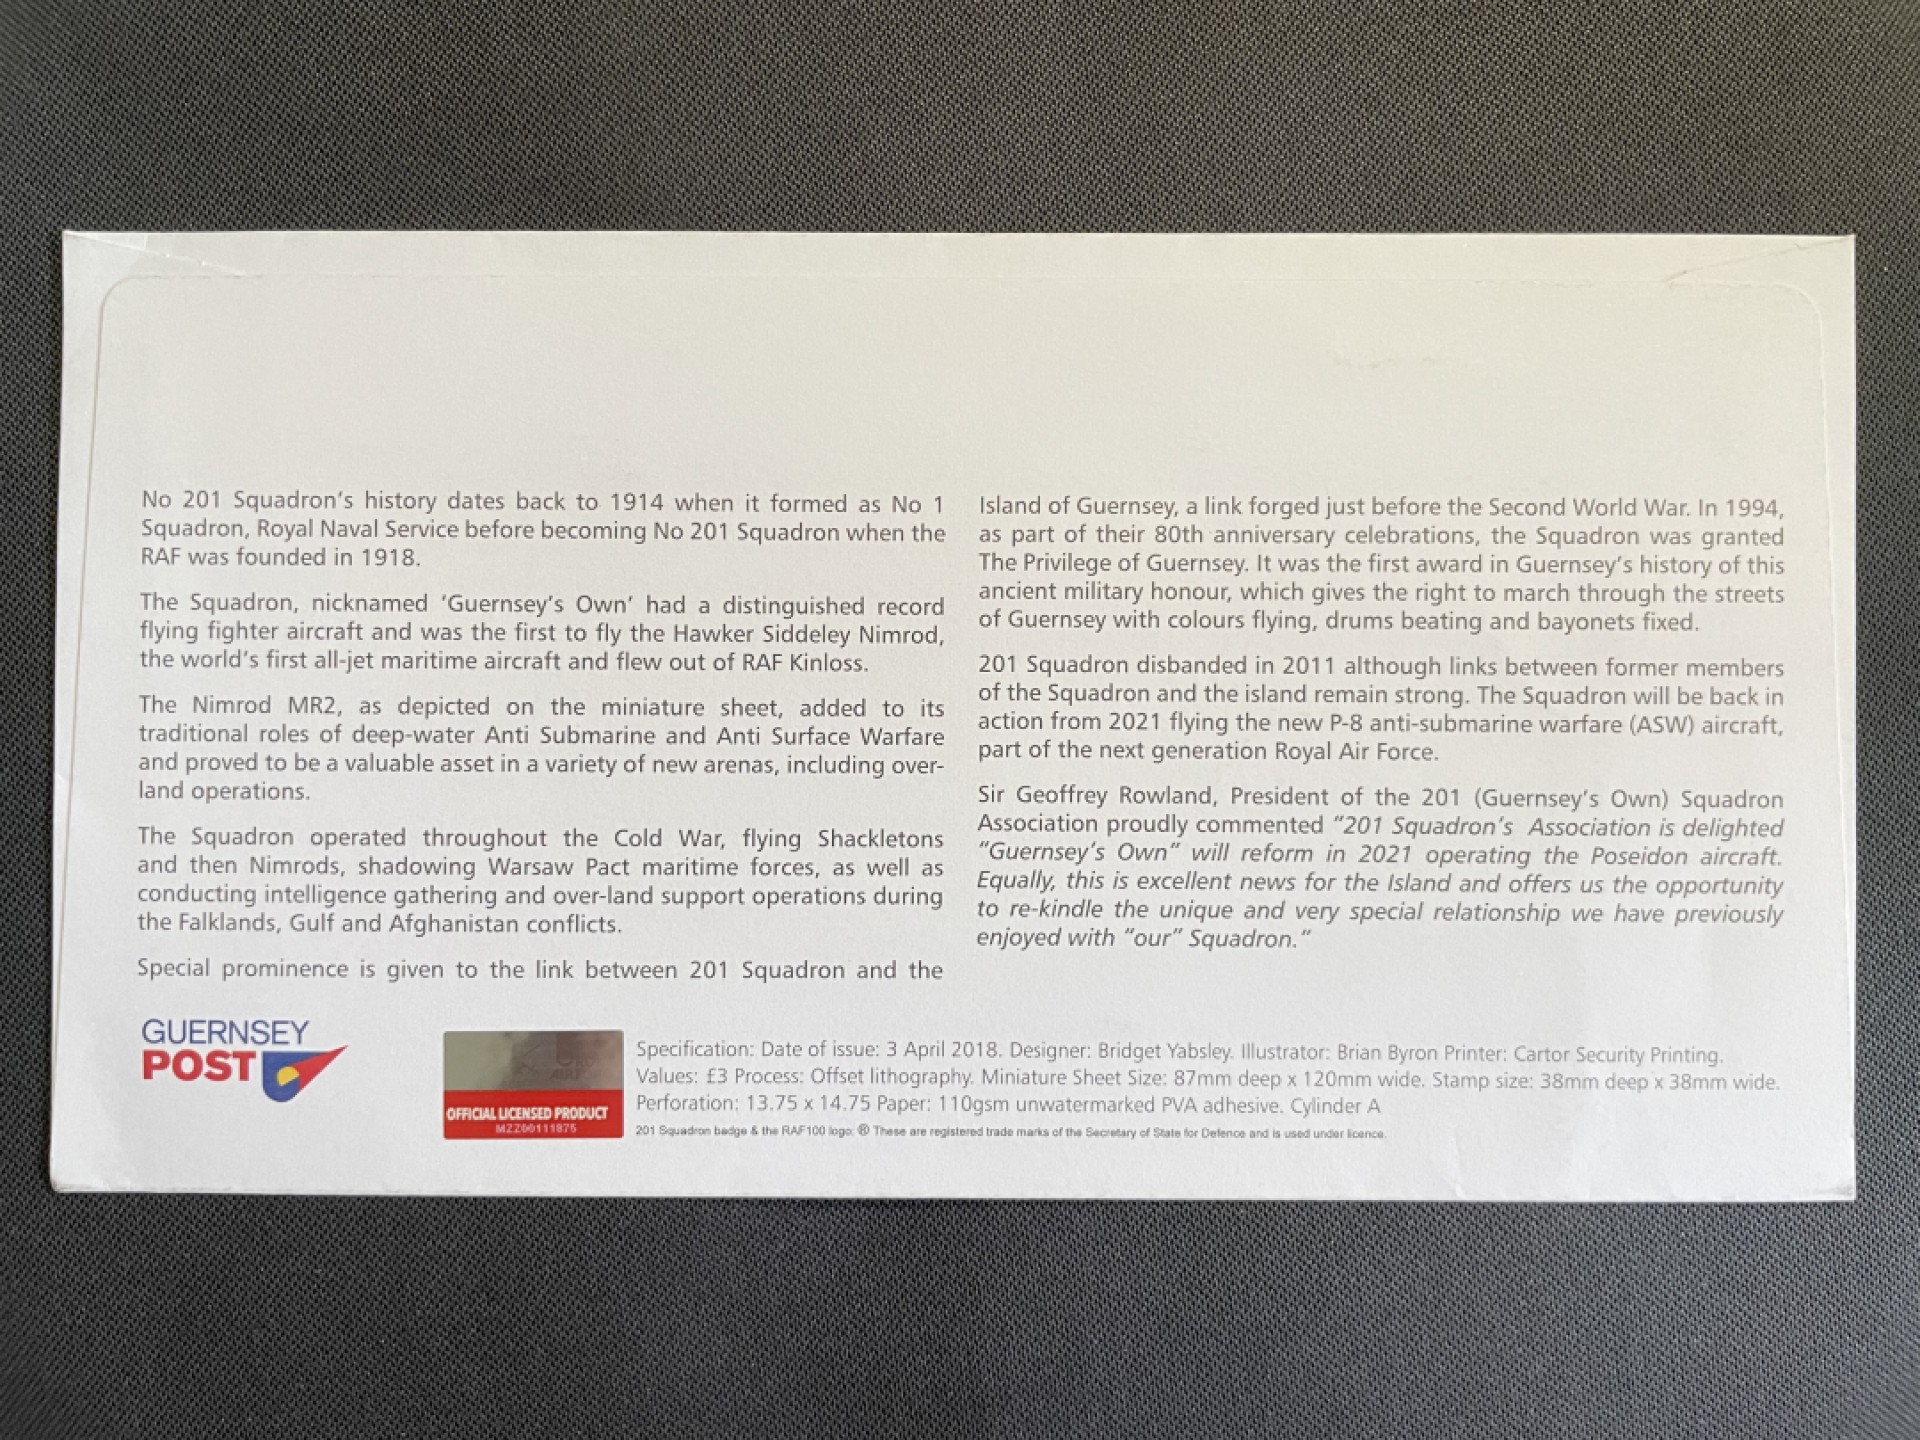 No 201 Squadron's history dates back to 1914 when it formed as No 1
Squadron, Royal Naval Service before becoming No 201 Squadron when the
RAF was founded in 1918.
The Squadron, nicknamed 'Guernsey's Own' had a distinguished record
flying fighter aircraft and was the first to fly the Hawker Siddeley Nimrod,
the world's first all-jet maritime aircraft and flew out of RAF Kinloss.
The Nimrod MR2, as depicted on the miniature sheet, added to its
traditional roles of deep-water Anti Submarine and Anti Surface Warfare
and proved to be a valuable asset in a variety of new arenas, including over-
land operations.
The Squadron operated throughout the Cold War, flying Shackletons
and then Nimrods, shadowing Warsaw Pact maritime forces, as well as
conducting intelligence gathering and over-land support operations during
the Falklands, Gulf and Afghanistan conflicts.
Special prominence is given to the link between 201 Squadron and the
Island of Guernsey, a link forged just before the Second World War. In 1994,
as part of their 80th anniversary celebrations, the Squadron was granted
The Privilege of Guernsey. It was the first award in Guernsey's history of this
ancient military honour, which gives the right to march through the streets
of Guernsey with colours flying, drums beating and bayonets fixed.
201 Squadron disbanded in 2011 although links between former members
of the Squadron and the island remain strong. The Squadron will be back in
action from 2021 flying the new P-8 anti-submarine warfare (ASW) aircraft,
part of the next generation Royal Air Force.
Sir Geoffrey Rowland, President of the 201 (Guernsey's Own) Squadron
Association proudly commented "201 Squadron's Association is delighted
"Guernsey's Own" will reform in 2021 operating the Poseidon aircraft.
Equally, this is excellent news for the Island and offers us the opportunity
to re-kindle the unique and very special relationship we have previously
enjoyed with "our" Squadron."
GUERNSEY
POST
OFFICIAL LICENSED PRODUCT
MZZ00111875
Specification: Date of issue: 3 April 2018. Designer: Bridget Yabsley. Illustrator: Brian Byron Printer: Cartor Security Printing.
Values: £3 Process: Offset lithography. Miniature Sheet Size: 87mm deep x 120mm wide. Stamp size: 38mm deep x 38mm wide.
Perforation: 13.75 x 14.75 Paper: 110gsm unwatermarked PVA adhesive. Cylinder A
201 Squadron badge & the RAF100 logo: ® These are registered trade marks of the Secretary of State for Defence and is used under licence.